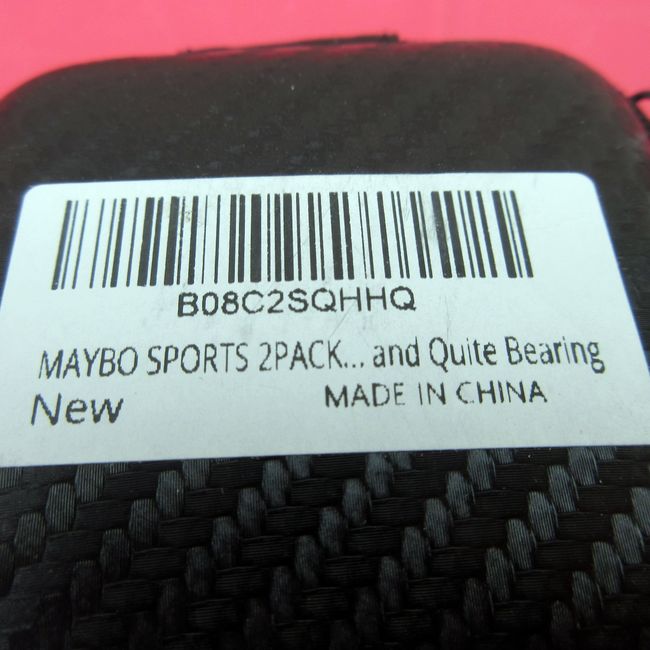 B08C2SQHHQ
MAYBO SPORTS 2PACK... and Quite Bearing
New MADE IN CHINA